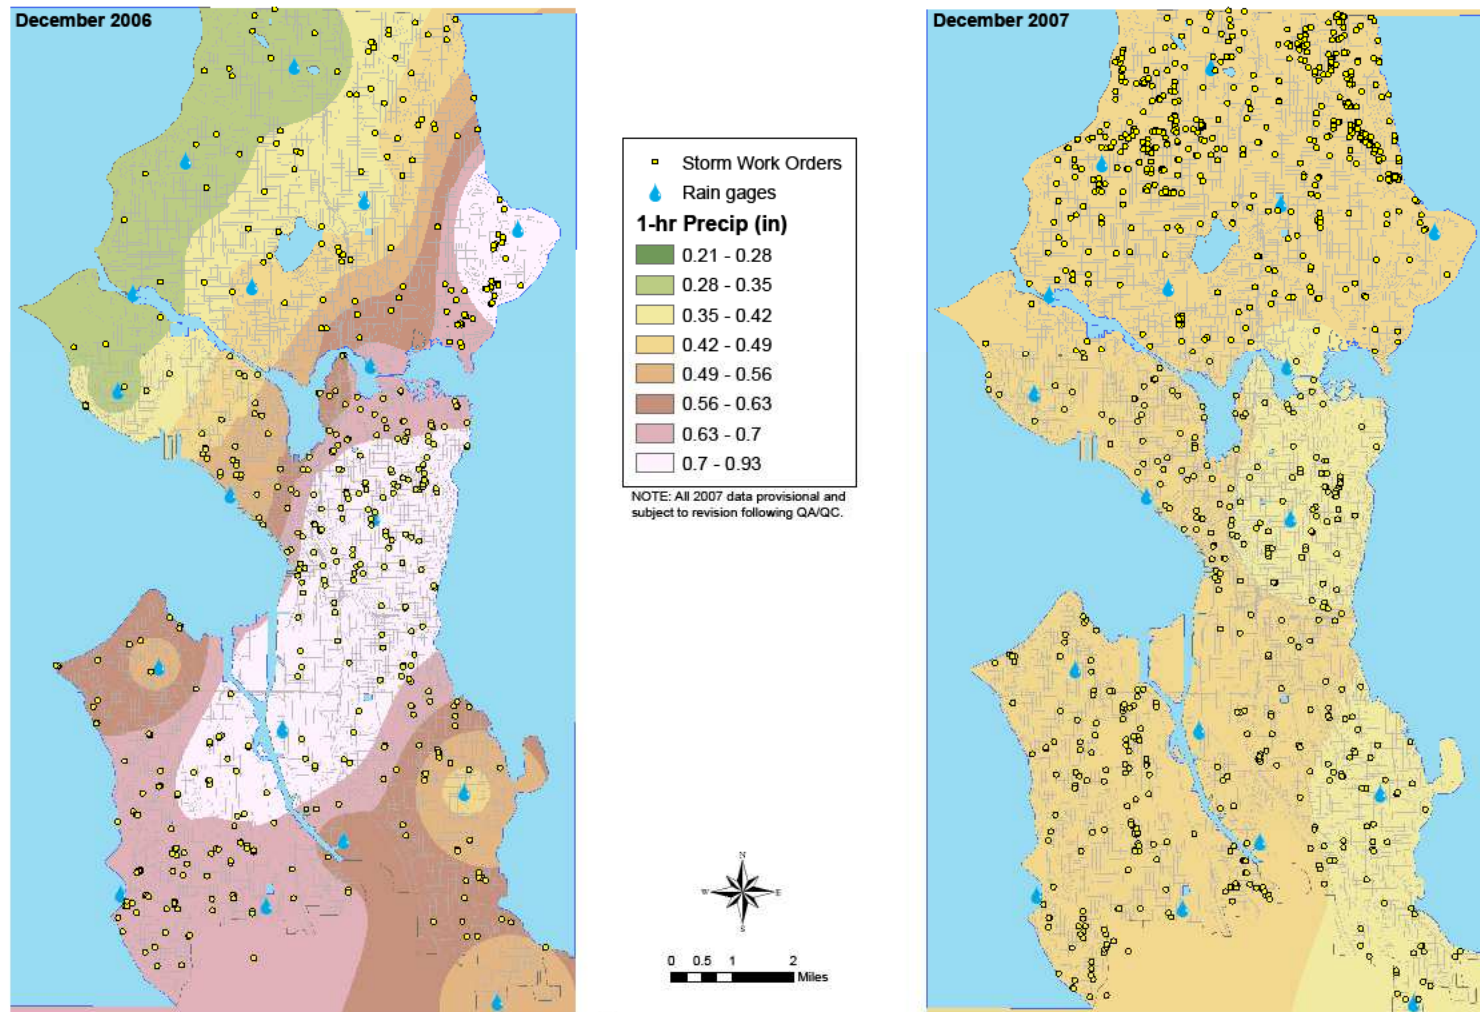 December 2006
December 2007
Storm Work Orders
Rain gages
1-hr Precip (in)
0.21 - 0.28
0.28 - 0.35
0.35 - 0.42
0.42 - 0.49
0.49 - 0.56
0.56 - 0.63
0.63 - 0.7
0.7 - 0.93
NOTE: All 2007 data provisional and
subject to revision following QA/QC.
N
W E
S
0 0.5 1 2
Miles